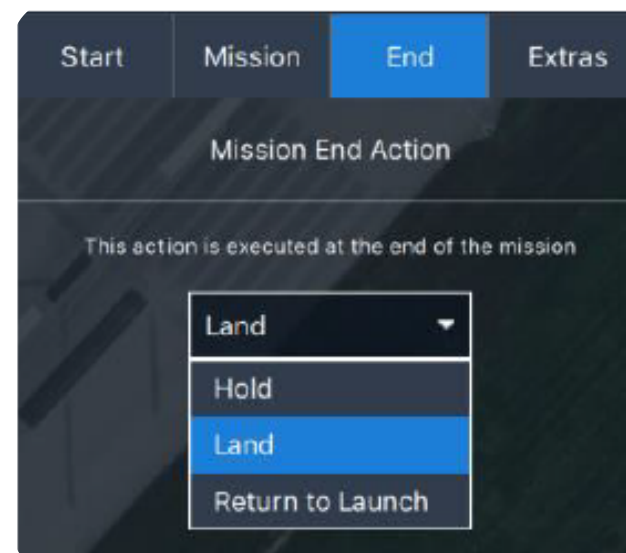 Start Mission End Extras
Mission End Action
This action is executed at the end of the mission
Land
Hold
Land
Return to Launch